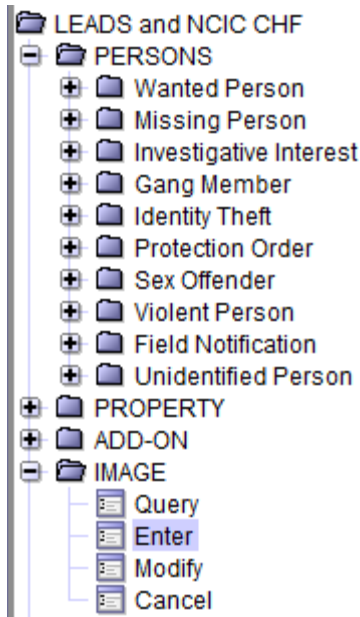 LEADS and NCIC CHF
PERSONS
Wanted Person
Missing Person
Investigative Interest
Gang Member
Identity Theft
Protection Order
Sex Offender
Violent Person
Field Notification
Unidentified Person
PROPERTY
ADD-ON
IMAGE
Query
Enter
Modify
Cancel